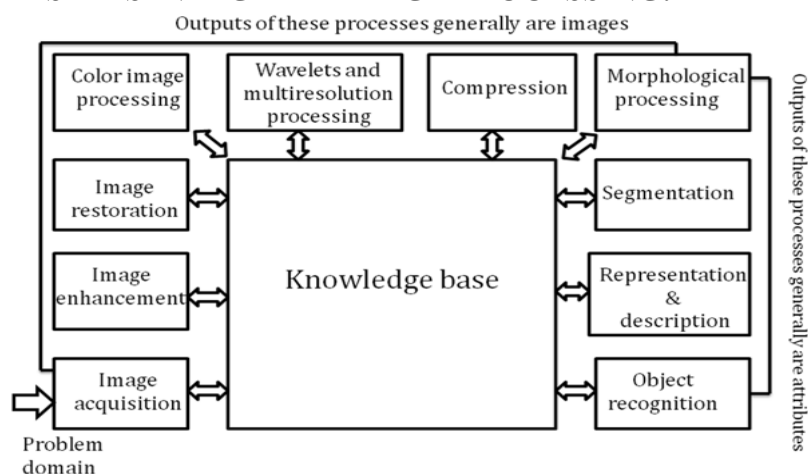 Outputs of these processes generally are images
Color image
processing
Wavelets and
multiresolution
processing
Compression
Morphological
processing
Image
restoration
Segmentation
Image
enhancement
Knowledge base
Representation
&
description
Image
acquisition
Object
recognition
Problem
domain
Outputs of these processes generally are attributes